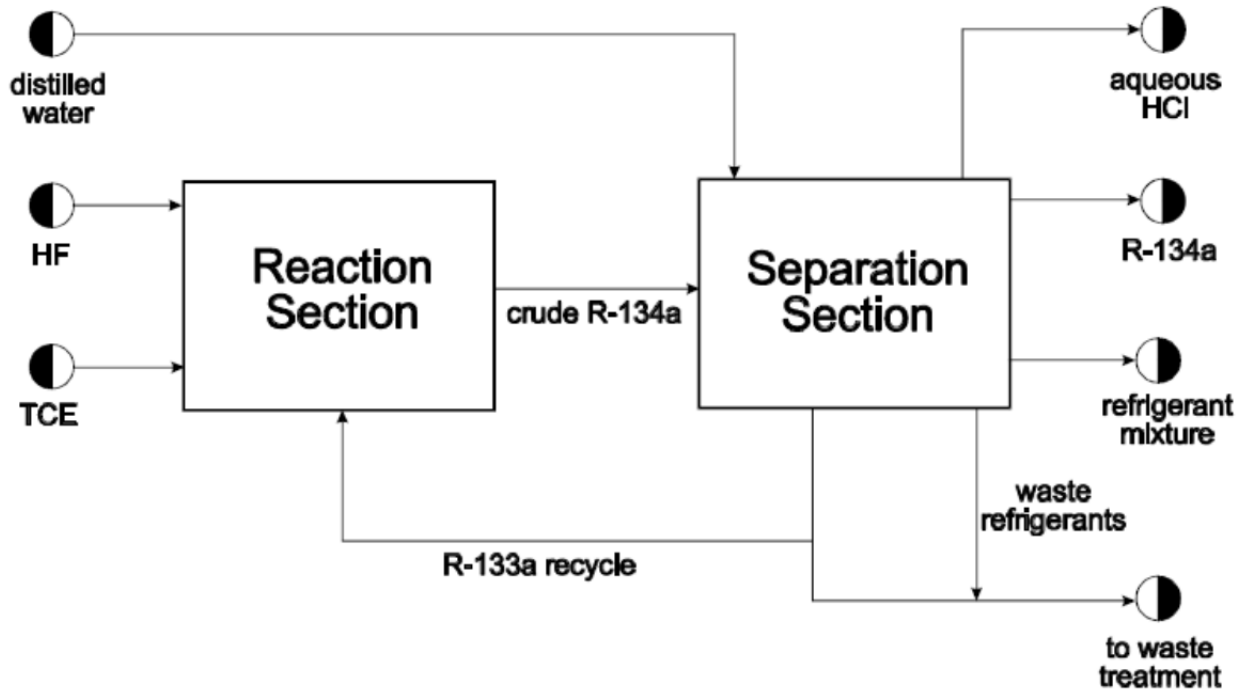 distilled
water
aqueous
HCl
HF
Reaction
Section
crude R-134a
Separation
Section
R-134a
TCE
refrigerant
mixture
waste
refrigerants
R-133a recycle
to waste
treatment